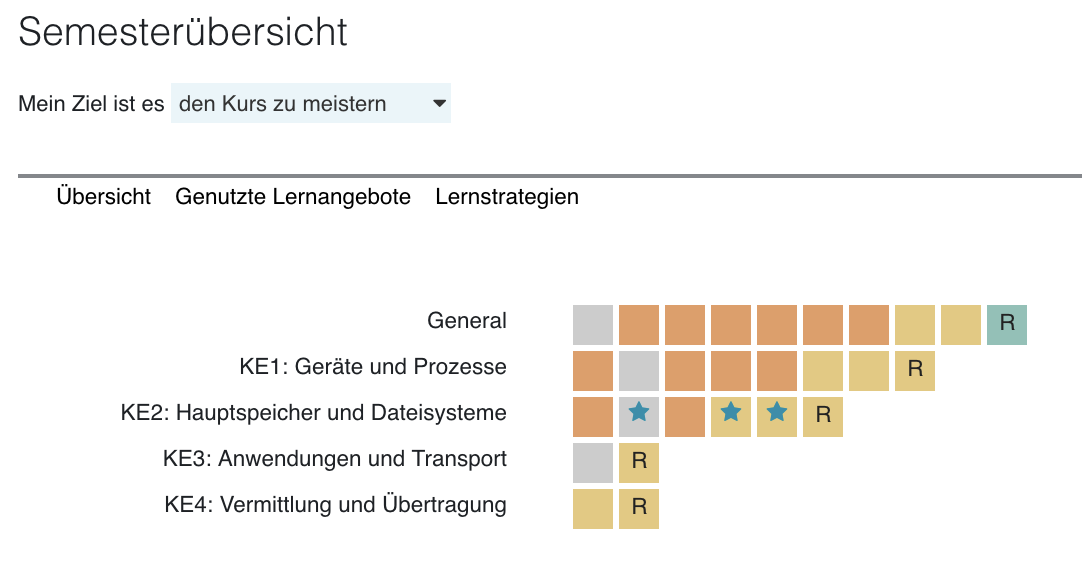 Semesterübersicht
Mein Ziel ist es den Kurs zu meistern
Übersicht Genutzte Lernangebote Lernstrategien
General R
KE1: Geräte und Prozesse R
KE2: Hauptspeicher und Dateisysteme R
KE3: Anwendungen und Transport R
KE4: Vermittlung und Übertragung R